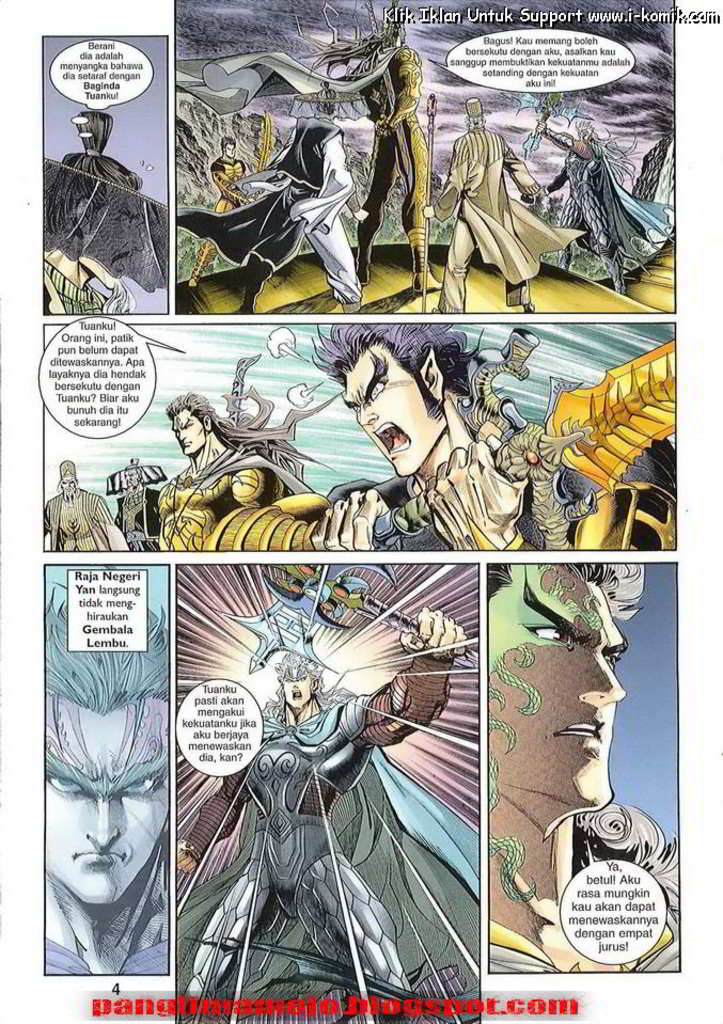 Klik Iklan Untuk Support www.i-komik.com
Berani
dia adalah
menyangka bahawa
dia setaraf dengan
Baginda
Tuanku!
Bagus! Kau memang boleh
bersekutu dengan aku, asalkan kau
sanggup membuktikan kekuatanmu adalah
setanding dengan kekuatan
aku ini!
Tuanku!
Orang ini, patik
pun belum dapat
ditewaskannya. Apa
layaknya dia hendak
bersekutu dengan
Tuanku? Biar aku
bunuh dia itu
sekarang!
Raja Negeri
Yan langsung
tidak meng-
hiraukan
Gembala
Lembu.
Tuanku
pasti akan
mengakui
kekuatanku jika
aku berjaya
menewaskan
dia, kan?
Ya,
betul! Aku
rasa mungkin
kau akan dapat
menewaskannya
dengan empat
jurus!
4
panglimamejo.blogspot.com